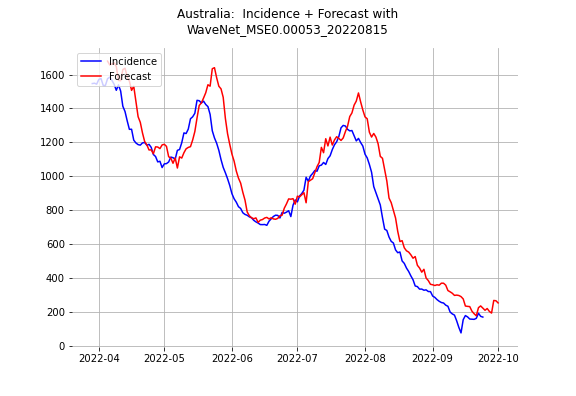 Australia: Incidence + Forecast with
WaveNet_MSE0.00053_20220815
Incidence
Forecast
1600
1400
1200
1000
800
600
400
200
0
2022-04 2022-05 2022-06 2022-07 2022-08 2022-09 2022-10